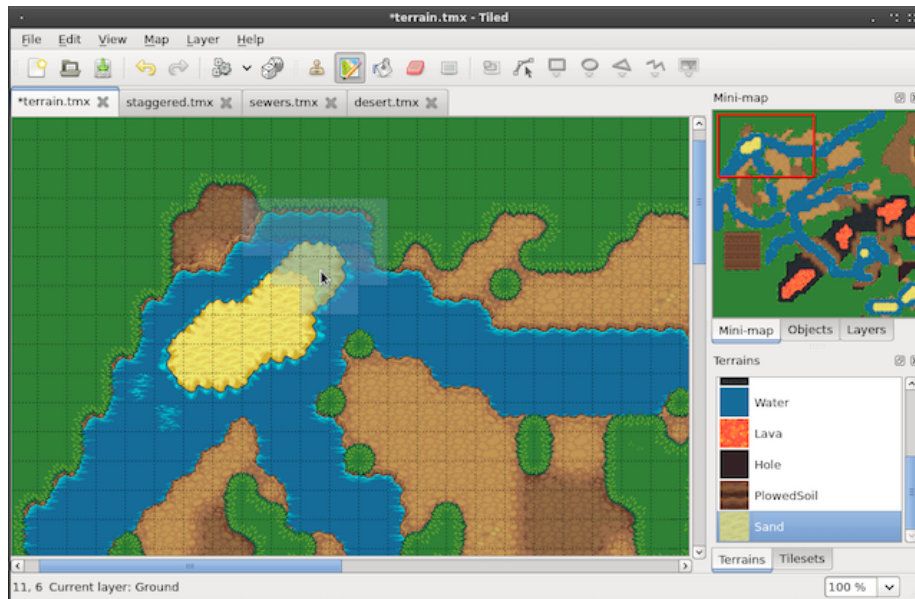 *terrain.tmx - Tiled
File Edit View Map Layer Help
*terrain.tmx staggered.tmx sewers.tmx desert.tmx
Mini-map
Mini-map Objects Layers
Terrains
Water
Lava
Hole
PlowedSoil
Sand
Terrains Tilesets
11, 6 Current layer: Ground
100 %